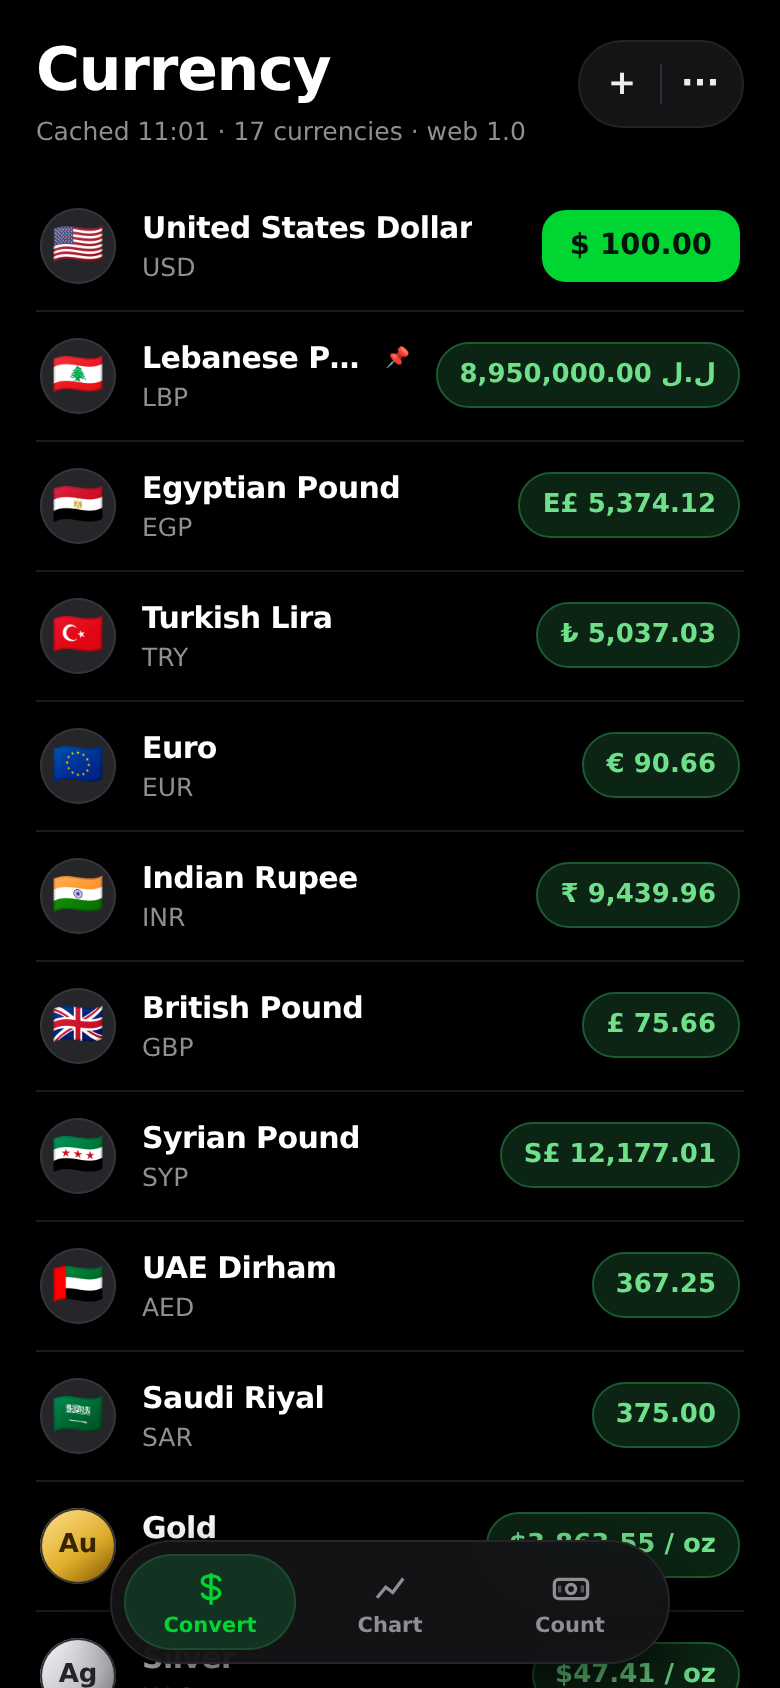 Currency
+ ...
Cached 11:01 · 17 currencies · web 1.0
United States Dollar
USD
$ 100.00
Lebanese P...
LBP
8,950,000.00 ل.ل
Egyptian Pound
EGP
E£ 5,374.12
Turkish Lira
TRY
₺ 5,037.03
Euro
EUR
€ 90.66
Indian Rupee
INR
₹ 9,439.96
British Pound
GBP
£ 75.66
Syrian Pound
SYP
S£ 12,177.01
UAE Dirham
AED
367.25
Saudi Riyal
SAR
375.00
Au
Gold
/ oz
Convert
Chart
Count
Ag
Silver
$47.41 / oz